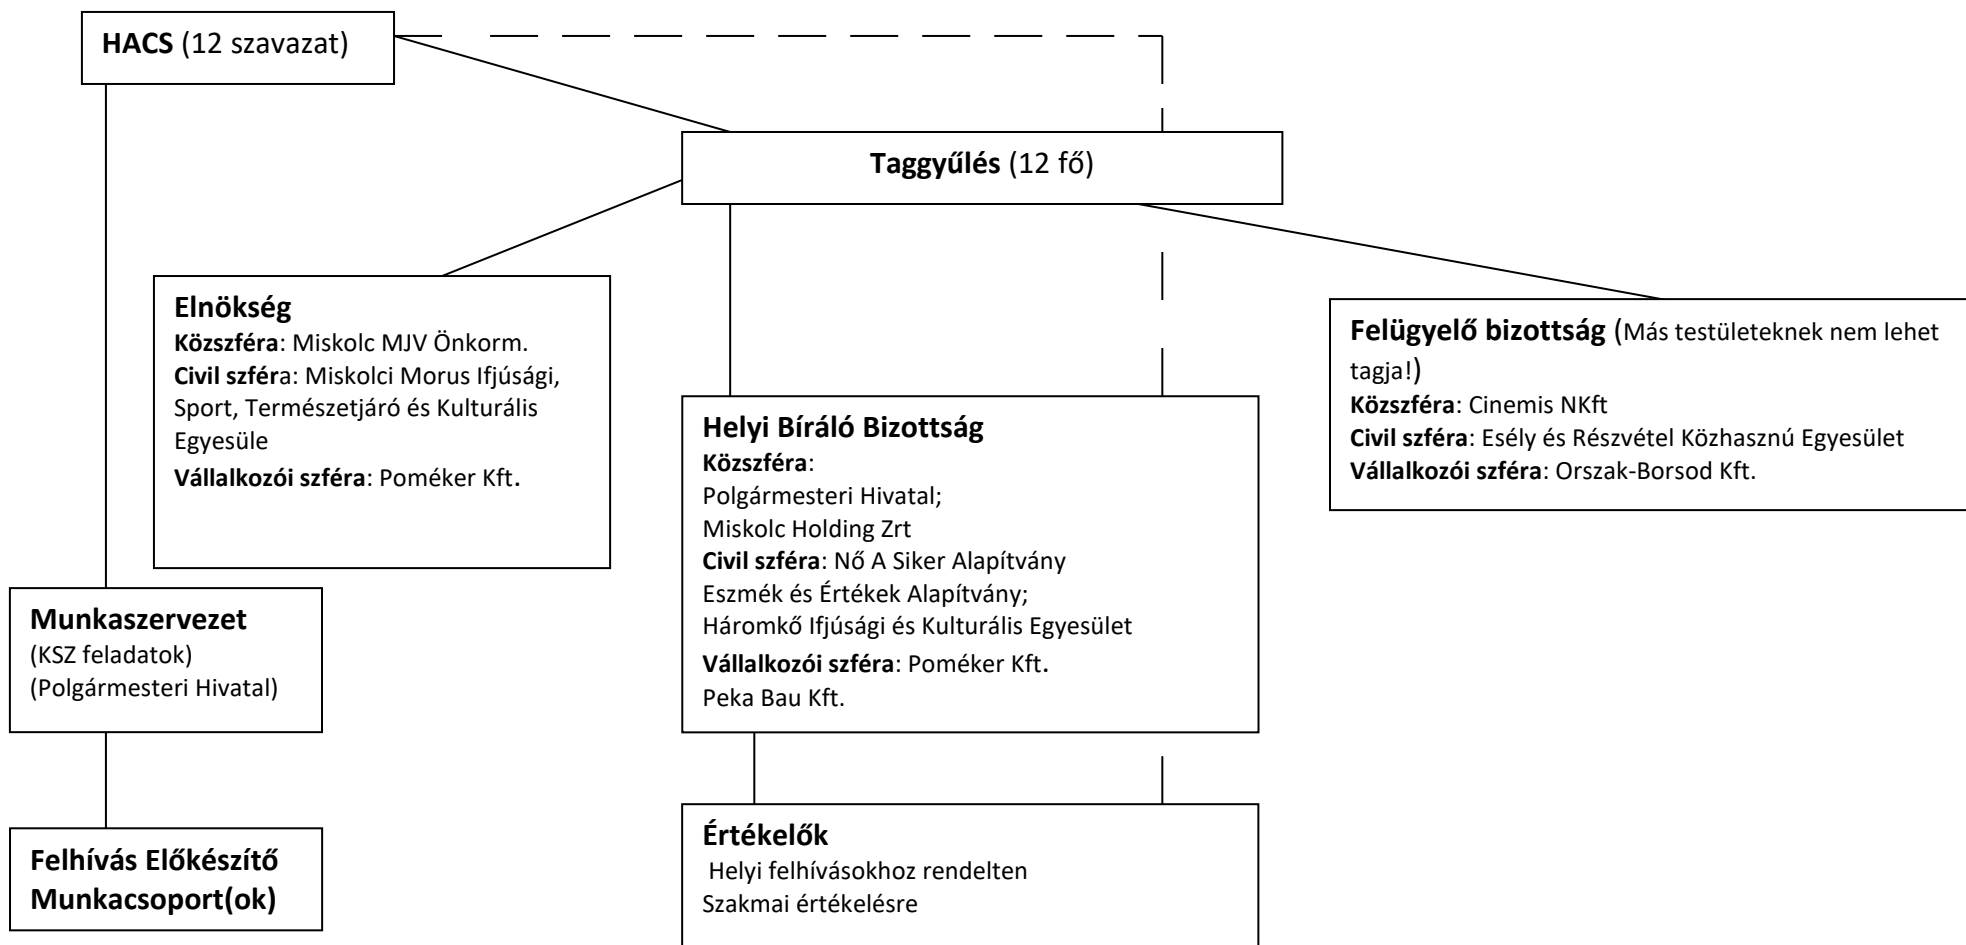 HACS (12 szavazat)
Taggyűlés (12 fő)
Elnökség
Közszféra: Miskolc MJV Önkorm.
Civil szféra: Miskolci Morus Ifjúsági,
Sport, Természetjáró és Kulturális
Egyesüle
Vállalkozói szféra: Poméker Kft.
Helyi Bíráló Bizottság
Közszféra:
Polgármesteri Hivatal;
Miskolc Holding Zrt
Civil szféra: Nő A Siker Alapítvány
Eszmék és Értékek Alapítvány;
Háromkő Ifjúsági és Kulturális Egyesület
Vállalkozói szféra: Poméker Kft.
Peka Bau Kft.
Felügyelő bizottság (Más testületeknek nem lehet
tagja!)
Közszféra: Cinemis NKft
Civil szféra: Esély és Részvétel Közhasznú Egyesület
Vállalkozói szféra: Orszak-Borsod Kft.
Munkaszervezet
(KSZ feladatok)
(Polgármesteri Hivatal)
Felhívás Előkészítő
Munkacsoport(ok)
Értékelők
Helyi felhívásokhoz rendelten
Szakmai értékelésre